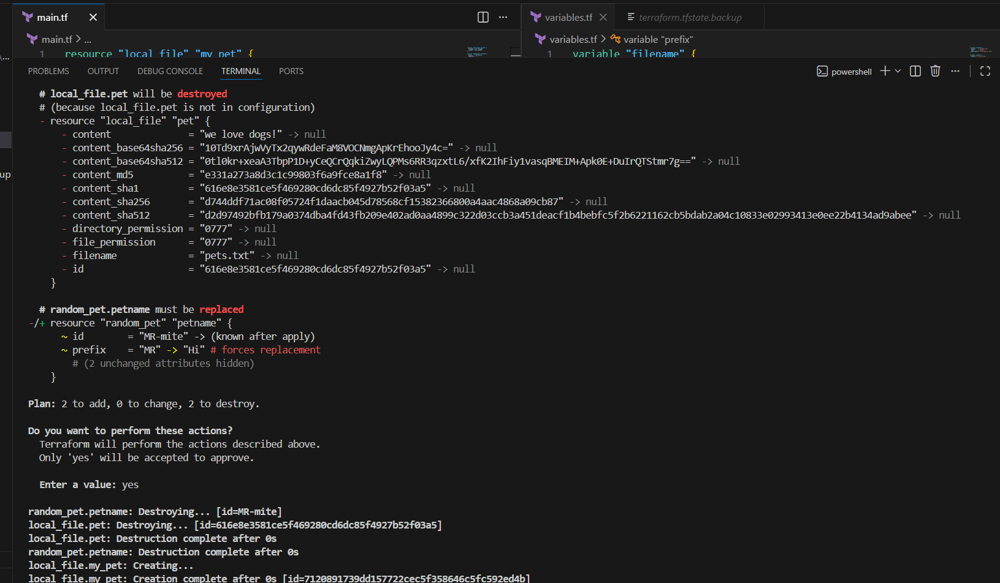 main.tf
variables.tf
terraform.tfstate.backup
main.tf > ...
variables.tf > variable "prefix"
1 resource "local_file" "my_pet" {
1 variable "filename" {
\...
PROBLEMS OUTPUT DEBUG CONSOLE TERMINAL PORTS
powershell
up
# local_file.pet will be destroyed
# (because local_file.pet is not in configuration)
- resource "local_file" "pet" {
- content = "we love dogs!" -> null
- content_base64sha256 = "10Td9xrAjwVyTx2qywRdeFaM8VOCNmgApKrEhooJy4c=" -> null
- content_base64sha512 = "0tl0kr+xeaA3TbpP1D+yCeQCrQqkiZwyLQPMs6RR3qzxtL6/xfK2IhFiy1vasqBMEIM+Apk0E+DuIrQTStmr7g==" -> null
- content_md5 = "e331a273a8d3c1c99803f6a9fce8a1f8" -> null
- content_sha1 = "616e8e3581ce5f469280cd6dc85f4927b52f03a5" -> null
- content_sha256 = "d744ddf71ac08f05724f1daacb045d78568cf15382366800a4aac4868a09cb87" -> null
- content_sha512 = "d2d97492bfb179a0374dba4fd43fb209e402ad0aa4899c322d03ccb3a451deacf1b4bebfc5f2b6221162cb5bdab2a04c10833e02993413e0ee22b4134ad9abee" -> null
- directory_permission = "0777" -> null
- file_permission = "0777" -> null
- filename = "pets.txt" -> null
- id = "616e8e3581ce5f469280cd6dc85f4927b52f03a5" -> null
}
# random_pet.petname must be replaced
-/+ resource "random_pet" "petname" {
~ id = "MR-mite" -> (known after apply)
~ prefix = "MR" -> "Hi" # forces replacement
# (2 unchanged attributes hidden)
}
Plan: 2 to add, 0 to change, 2 to destroy.
Do you want to perform these actions?
Terraform will perform the actions described above.
Only 'yes' will be accepted to approve.
Enter a value: yes
random_pet.petname: Destroying... [id=MR-mite]
local_file.pet: Destroying... [id=616e8e3581ce5f469280cd6dc85f4927b52f03a5]
local_file.pet: Destruction complete after 0s
random_pet.petname: Destruction complete after 0s
local_file.my_pet: Creating...
local_file.my_pet: Creation complete after 0s [id=7120891739dd157722cec5f358646c5fc592ed4b]